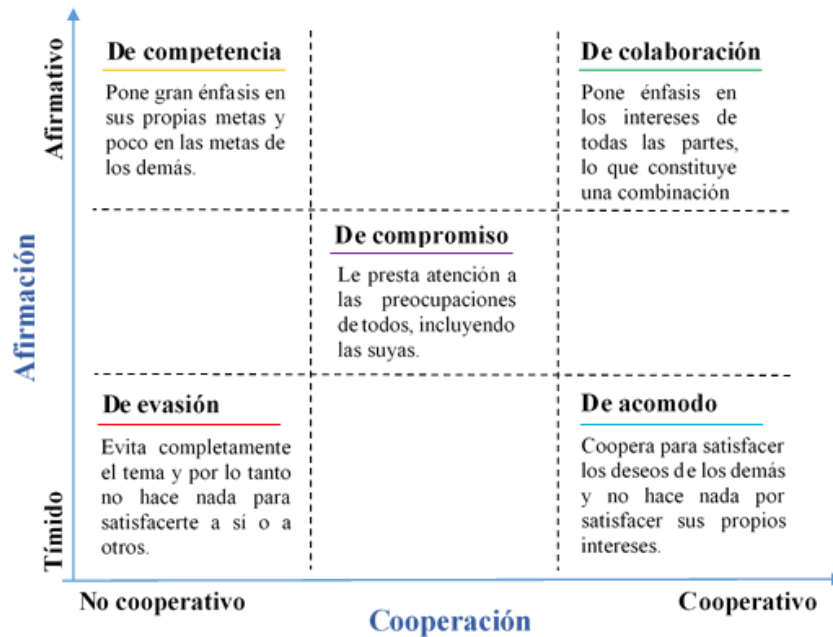 Afirmación
Afirmativo
Tímido
De competencia
Pone gran énfasis en
sus propias metas y
poco en las metas de
los demás.
De colaboración
Pone énfasis en
los intereses de
todas las partes,
lo que constituye
una combinación
De compromiso
Le presta atención a
las preocupaciones
de todos, incluyendo
las suyas.
De evasión
Evita completamente
el tema y por lo tanto
no hace nada para
satisfacerte a sí o a
otros.
De acomodo
Coopera para satisfacer
los deseos de los demás
y no hace nada por
satisfacer sus propios
intereses.
No cooperativo
Cooperativo
Cooperación